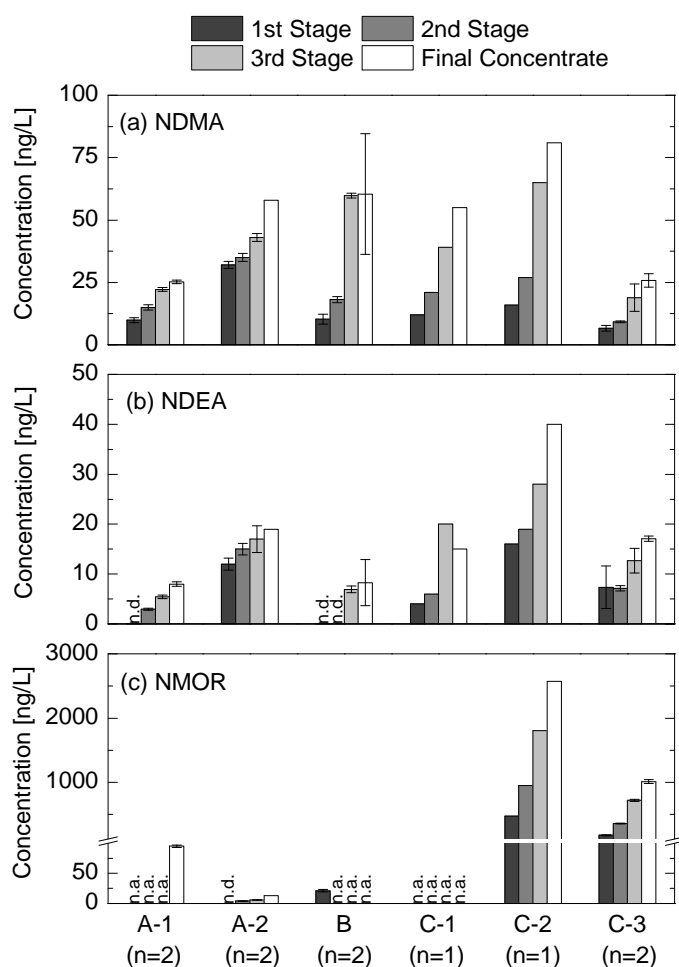 1st Stage 2nd Stage
3rd Stage Final Concentrate
100
75
50
25
0
Concentration [ng/L]
(a) NDMA
50
40
30
20
10
0
Concentration [ng/L]
(b) NDEA
n.d.
n.d.
n.d.
3000
2000
1000
50
0
Concentration [ng/L]
(c) NMOR
n.a.
n.a.
n.a.
n.d.
n.a.
n.a.
n.a.
n.a.
n.a.
n.a.
n.a.
A-1 A-2 B C-1 C-2 C-3
(n=2) (n=2) (n=2) (n=1) (n=1) (n=2)